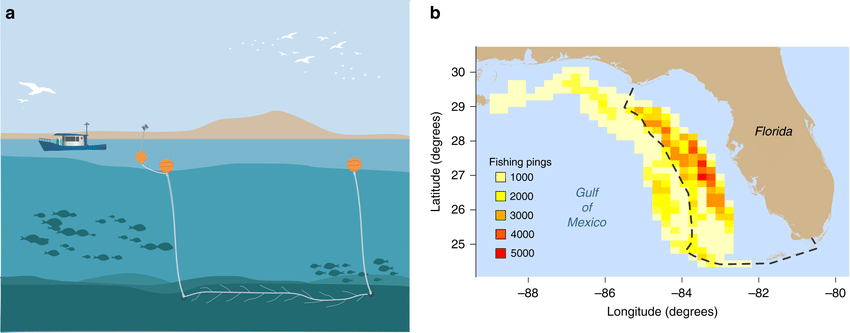 a
b
30
29
28
27
26
25
Latitude (degrees)
Florida
Fishing pings
1000
2000
3000
4000
5000
Gulf
of
Mexico
–88
–86
–84
–82
–80
Longitude (degrees)